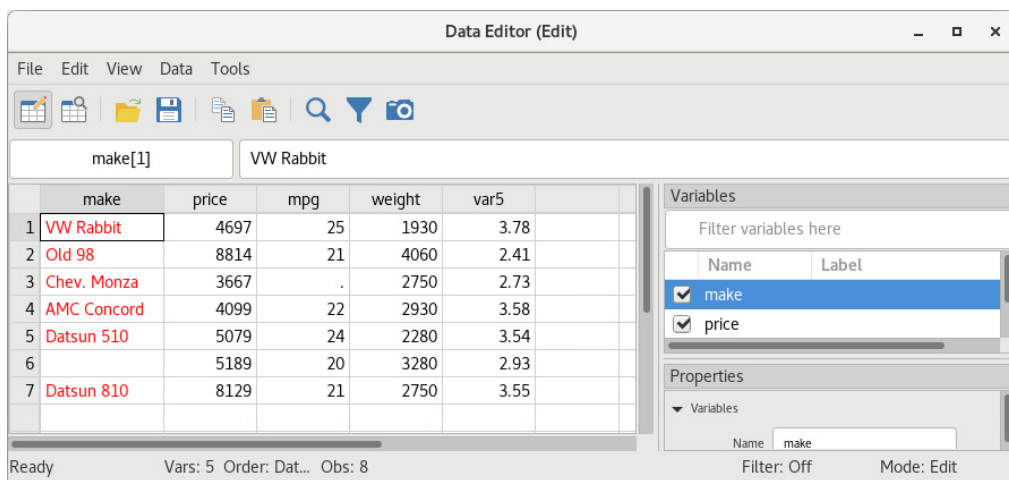 Data Editor (Edit)
File Edit View Data Tools
make[1] VW Rabbit
make price mpg weight var5
1 VW Rabbit 4697 25 1930 3.78
2 Old 98 8814 21 4060 2.41
3 Chev. Monza 3667 . 2750 2.73
4 AMC Concord 4099 22 2930 3.58
5 Datsun 510 5079 24 2280 3.54
6 5189 20 3280 2.93
7 Datsun 810 8129 21 2750 3.55
Variables
Filter variables here
Name Label
make
price
Properties
Variables
Name make
Ready Vars: 5 Order: Dat... Obs: 8 Filter: Off Mode: Edit